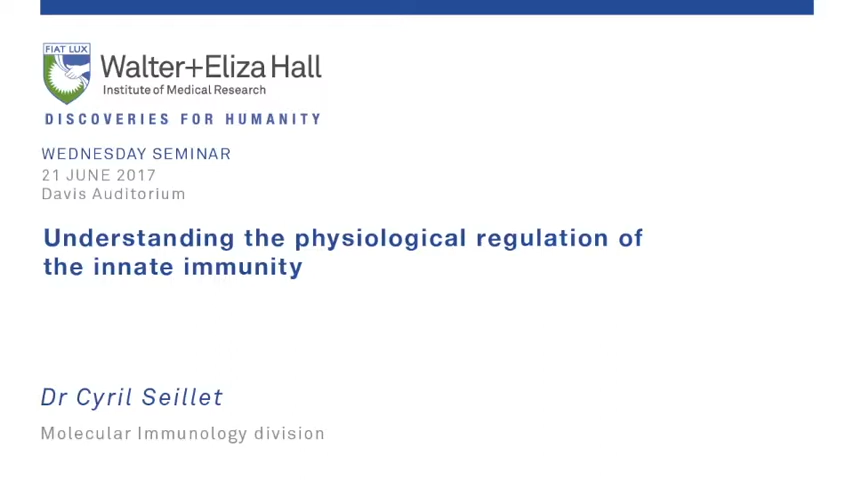 FIAT LUX
Walter+Eliza Hall
Institute of Medical Research
DISCOVERIES FOR HUMANITY
WEDNESDAY SEMINAR
21 JUNE 2017
Davis Auditorium
Understanding the physiological regulation of
the innate immunity
Dr Cyril Seillet
Molecular Immunology division